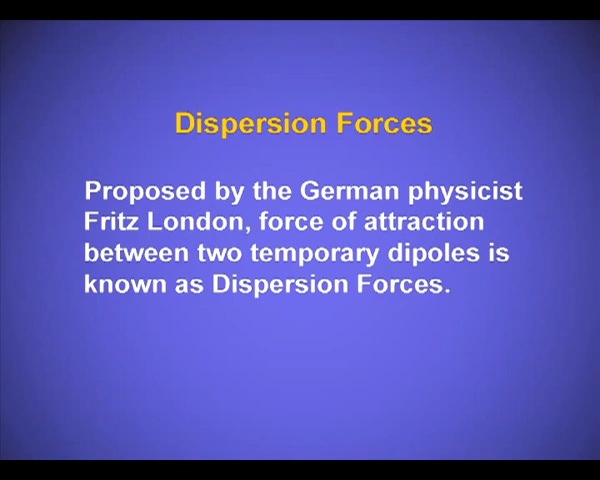 Dispersion Forces
Proposed by the German physicist
Fritz London, force of attraction
between two temporary dipoles is
known as Dispersion Forces.